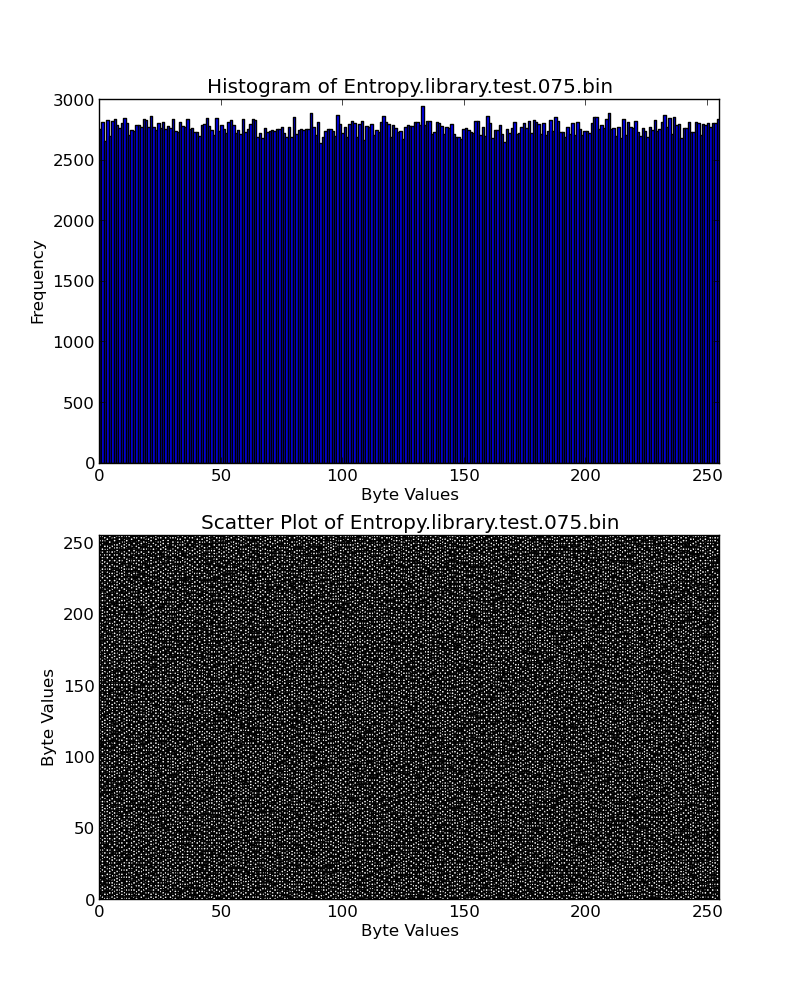 Histogram of Entropy.library.test.075.bin
3000
2500
2000
1500
1000
500
0
Frequency
0 50 100 150 200 250
Byte Values
Scatter Plot of Entropy.library.test.075.bin
250
200
150
100
50
0
Byte Values
0 50 100 150 200 250
Byte Values